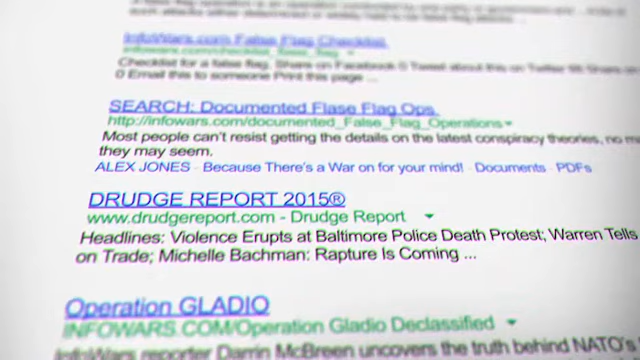 InfoWars.com False Flag Checklist
infowars.com/checklist_false_flag
Checklist for a false flag. Share on Facebook 0 Tweet about this on Twitter 98 Share on
0 Email this to someone Print this page ...
SEARCH: Documented Flase Flag Ops.
http://infowars.com/documented_False_Flag_Operations
Most people can't resist getting the details on the latest conspiracy theories, no
they may seem.
ALEX JONES - Because There's a War on for your mind! - Documents - PDFs
DRUDGE REPORT 2015®
www.drudgereport.com - Drudge Report
Headlines: Violence Erupts at Baltimore Police Death Protest; Warren Tells
on Trade; Michelle Bachman: Rapture Is Coming ...
Operation GLADIO
INFOWARS.COM/Operation Gladio Declassified
InfoWars reporter Darrin McBreen uncovers the truth behind NATO's